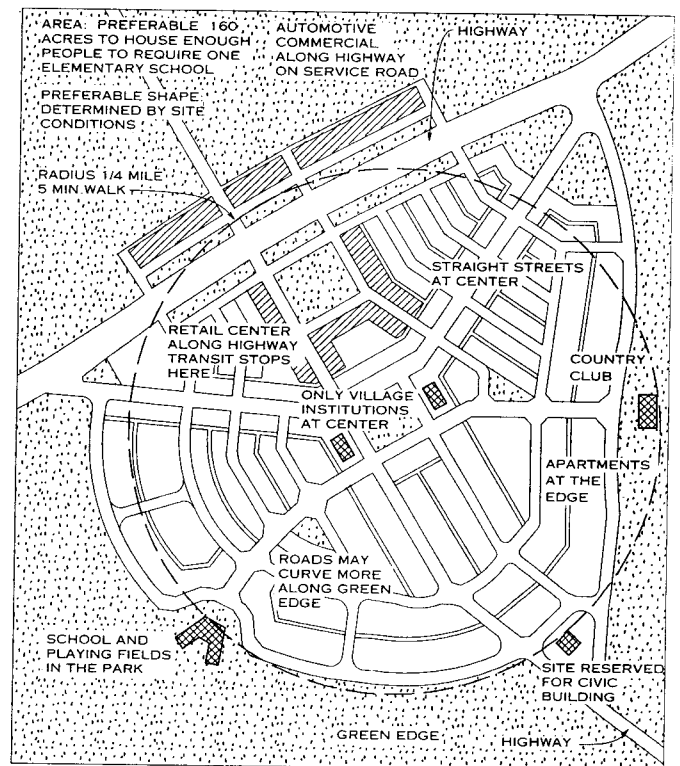 AREA: PREFERABLE 160
ACRES TO HOUSE ENOUGH
PEOPLE TO REQUIRE ONE
ELEMENTARY SCHOOL
PREFERABLE SHAPE
DETERMINED BY SITE
CONDITIONS
AUTOMOTIVE
COMMERCIAL
ALONG HIGHWAY
ON SERVICE ROAD
HIGHWAY
RADIUS 1/4 MILE
5 MIN WALK
STRAIGHT STREETS
AT CENTER
RETAIL CENTER
ALONG HIGHWAY
TRANSIT STOPS
HERE
COUNTRY
CLUB
ONLY VILLAGE
INSTITUTIONS
AT CENTER
APARTMENTS
AT THE
EDGE
ROADS MAY
CURVE MORE
ALONG GREEN
EDGE
SCHOOL AND
PLAYING FIELDS
IN THE PARK
SITE RESERVED
FOR CIVIC
BUILDING
GREEN EDGE
HIGHWAY